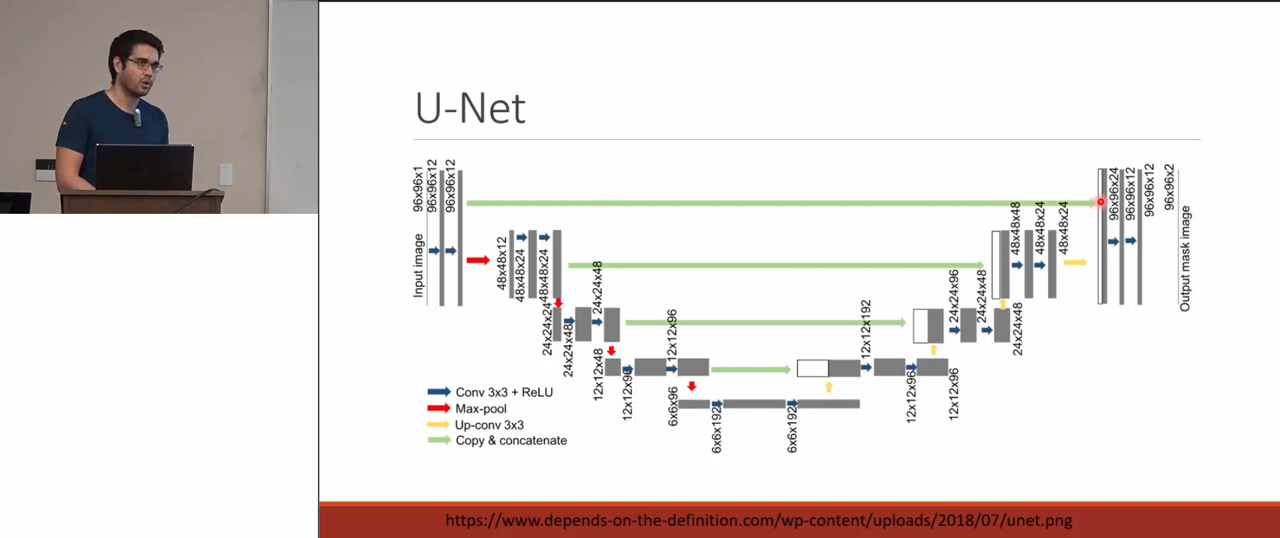 U-Net
Input image
96x96x1
96x96x12
96x96x12
48x48x12
48x48x24
48x48x24
24x24x24
24x24x48
24x24x48
12x12x48
12x12x96
12x12x96
6x6x96
6x6x192
6x6x192
12x12x192
12x12x96
12x12x96
24x24x96
24x24x48
24x24x48
48x48x48
48x48x24
48x48x24
96x96x24
96x96x12
96x96x12
96x96x2
Output mask image
Conv 3x3 + ReLU
Max-pool
Up-conv 3x3
Copy & concatenate
https://www.depends-on-the-definition.com/wp-content/uploads/2018/07/unet.png